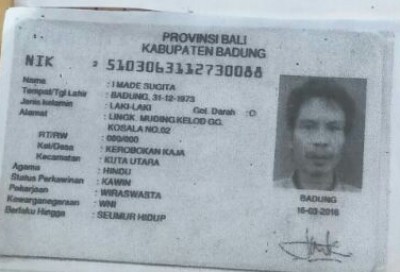 PROVINSI BALI
KABUPATEN BADUNG
NIK : 5103063112730088
Nama : I MADE SUGITA
Tempat/Tgl Lahir : BADUNG, 31-12-1973
Jenis kelamin : LAKI-LAKI Gol. Darah :O
Alamat : LINGK. MUDING KELOD GG.
KOSALA NO.02
RT/RW : 000/000
Kel/Desa : KEROBOKAN KAJA
Kecamatan : KUTA UTARA
Agama : HINDU
Status Perkawinan : KAWIN
Pekerjaan : WIRASWASTA
Kewarganegaraan : WNI
Berlaku Hingga : SEUMUR HIDUP
BADUNG
16-03-2016